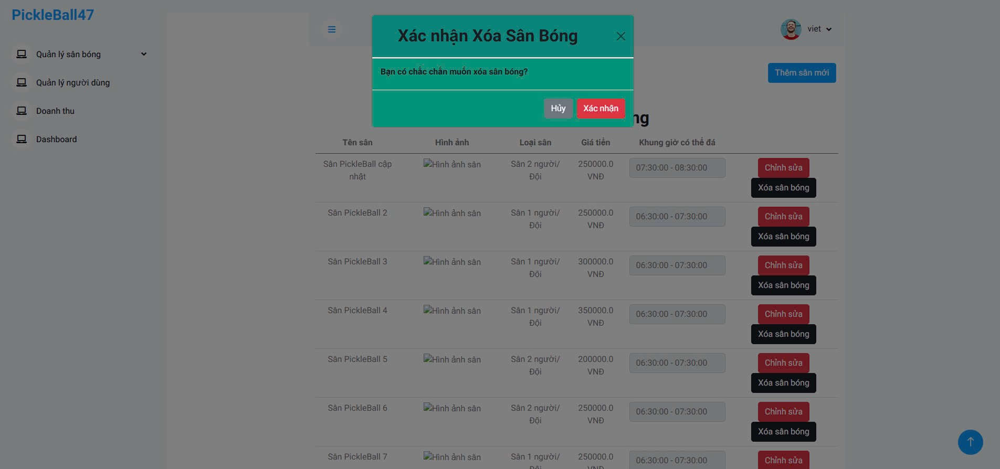 PickleBall47
Quản lý sân bóng
Quản lý người dùng
Doanh thu
Dashboard
viet
Xác nhận Xóa Sân Bóng
Bạn có chắc chắn muốn xóa sân bóng?
Hủy
Xác nhận
Thêm sân mới
ng
Tên sân
Hình ảnh
Loại sân
Giá tiền
Khung giờ có thể đá
Sân PickleBall cập
nhật
Hình ảnh sân
Sân 2 người/
Đội
250000.0
VNĐ
07:30:00 - 08:30:00
Chỉnh sửa
Xóa sân bóng
Sân PickleBall 2
Hình ảnh sân
Sân 1 người/
Đội
250000.0
VNĐ
06:30:00 - 07:30:00
Chỉnh sửa
Xóa sân bóng
Sân PickleBall 3
Hình ảnh sân
Sân 1 người/
Đội
300000.0
VNĐ
06:30:00 - 07:30:00
Chỉnh sửa
Xóa sân bóng
Sân PickleBall 4
Hình ảnh sân
Sân 1 người/
Đội
350000.0
VNĐ
06:30:00 - 07:30:00
Chỉnh sửa
Xóa sân bóng
Sân PickleBall 5
Hình ảnh sân
Sân 2 người/
Đội
200000.0
VNĐ
06:30:00 - 07:30:00
Chỉnh sửa
Xóa sân bóng
Sân PickleBall 6
Hình ảnh sân
Sân 2 người/
Đội
250000.0
VNĐ
06:30:00 - 07:30:00
Chỉnh sửa
Xóa sân bóng
Sân PickleBall 7
Hình ảnh sân
Sân 1 người/
Đội
250000.0
VNĐ
06:30:00 - 07:30:00
Chỉnh sửa